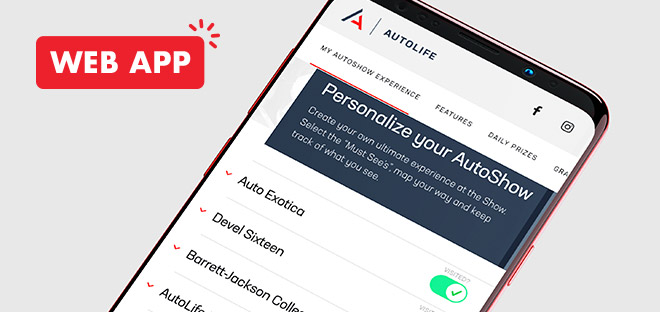 WEB APP
AUTOLIFE
MY AUTOSHOW EXPERIENCE
FEATURES
DAILY PRIZES
GRA
Personalize your AutoShow
Create your own ultimate experience at the Show.
Select the "Must See's", map your way and keep
track of what you see.
Auto Exotica
VISITED?
Devel Sixteen
VISITE
Barrett-Jackson Colle
AutoLife